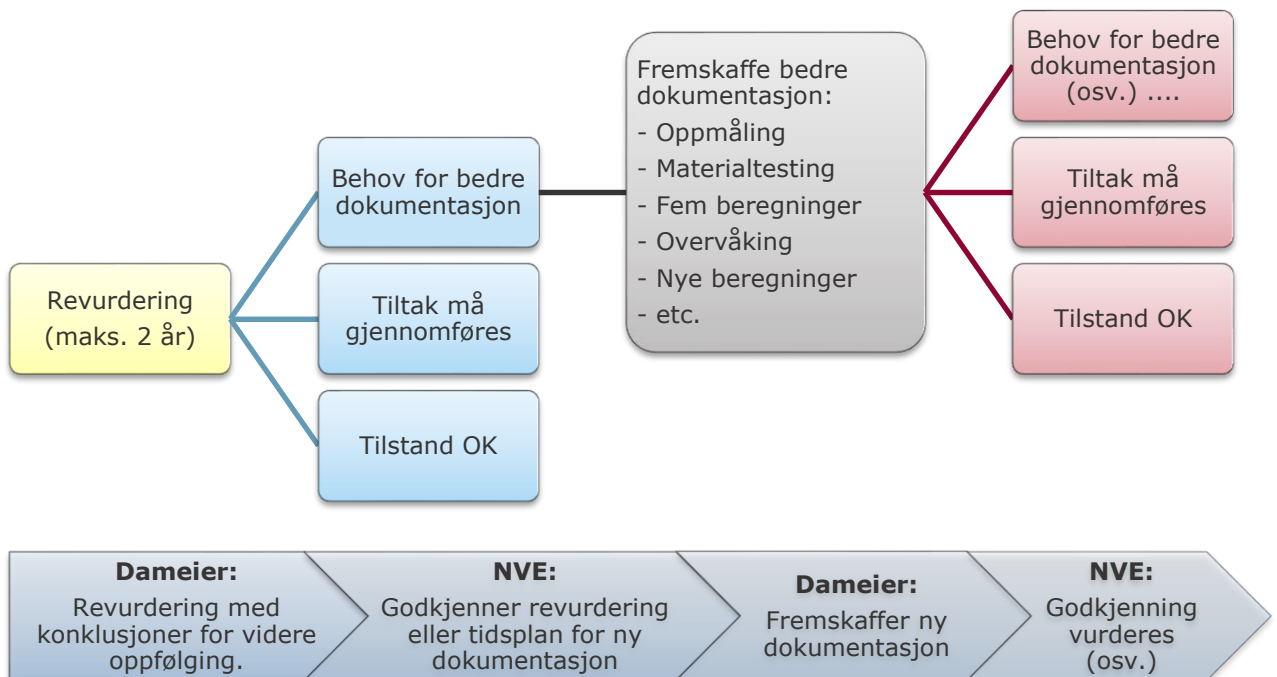 Revurdering
(maks. 2 år)
Behov for bedre
dokumentasjon
Tiltak må
gjennomføres
Tilstand OK
Fremskaffe bedre
dokumentasjon:
- Oppmåling
- Materialtesting
- Fem beregninger
- Overvåking
- Nye beregninger
- etc.
Behov for bedre
dokumentasjon
(osv.) ....
Tiltak må
gjennomføres
Tilstand OK
Dameier:
Revurdering med
konklusjoner for videre
oppfølging.
NVE:
Godkjenner revurdering
eller tidsplan for ny
dokumentasjon
Dameier:
Fremskaffer ny
dokumentasjon
NVE:
Godkjenning
vurderes
(osv.)